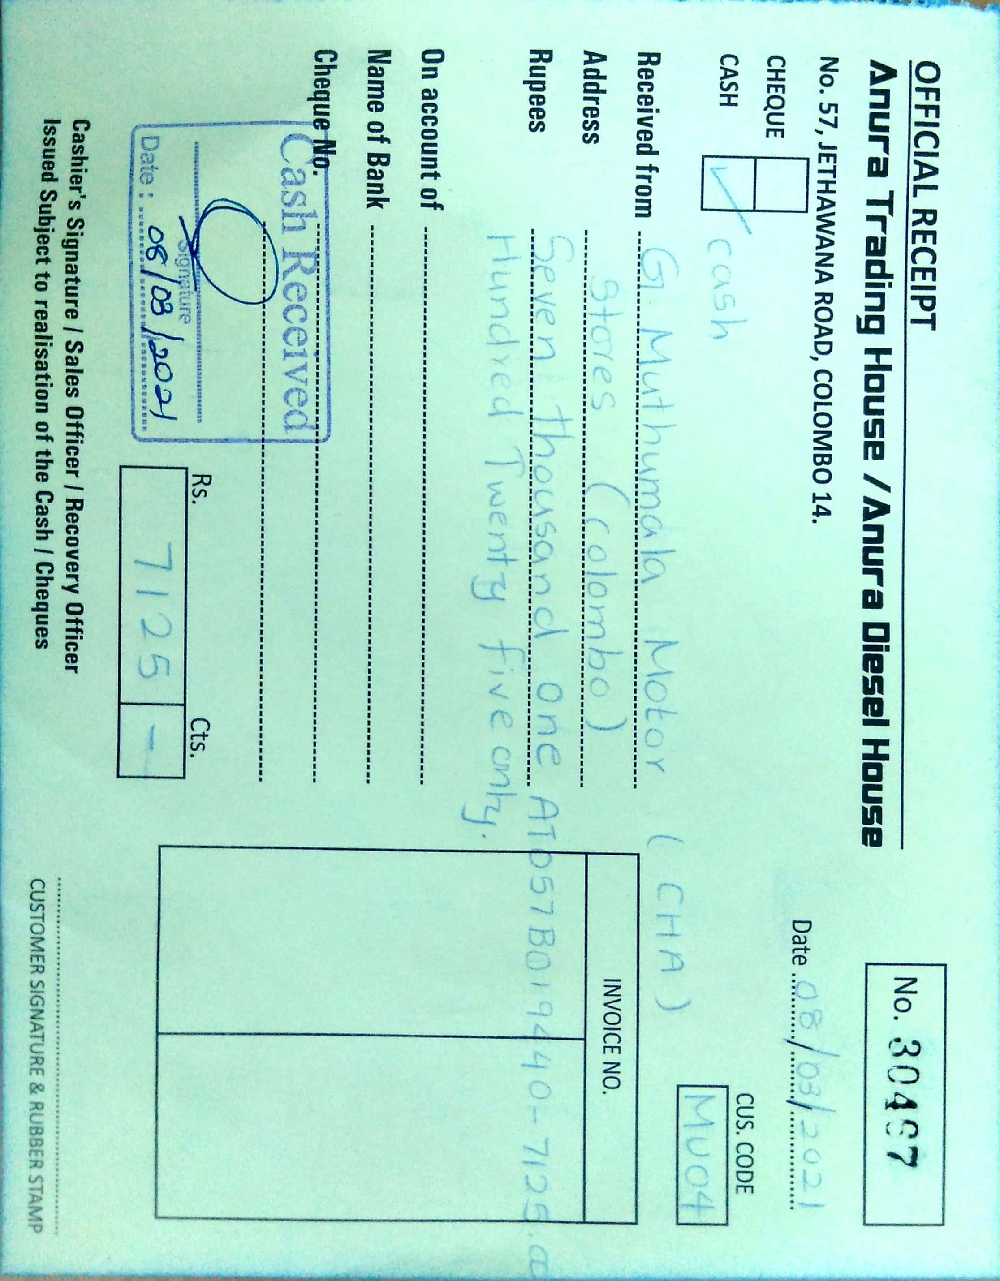 OFFICIAL RECEIPT
Anura Trading House / Anura Diesel House
No. 57, JETHAWANA ROAD, COLOMBO 14.
No. 30497
Date 08/03/2021
CHEQUE
CASH cash
CUS. CODE
MU04
Received from G. Muthumala Motor (CHA)
Address Stores (Colombo)
Rupees Seven thousand one
Hundred Twenty five only.
INVOICE NO.
AT057B019440-7125.
On account of
Name of Bank
Cheque No.
Cash Received
Signature
Date : 08/03/2021
Rs. Cts.
7125 –
Cashier's Signature / Sales Officer / Recovery Officer
Issued Subject to realisation of the Cash / Cheques
CUSTOMER SIGNATURE & RUBBER STAMP